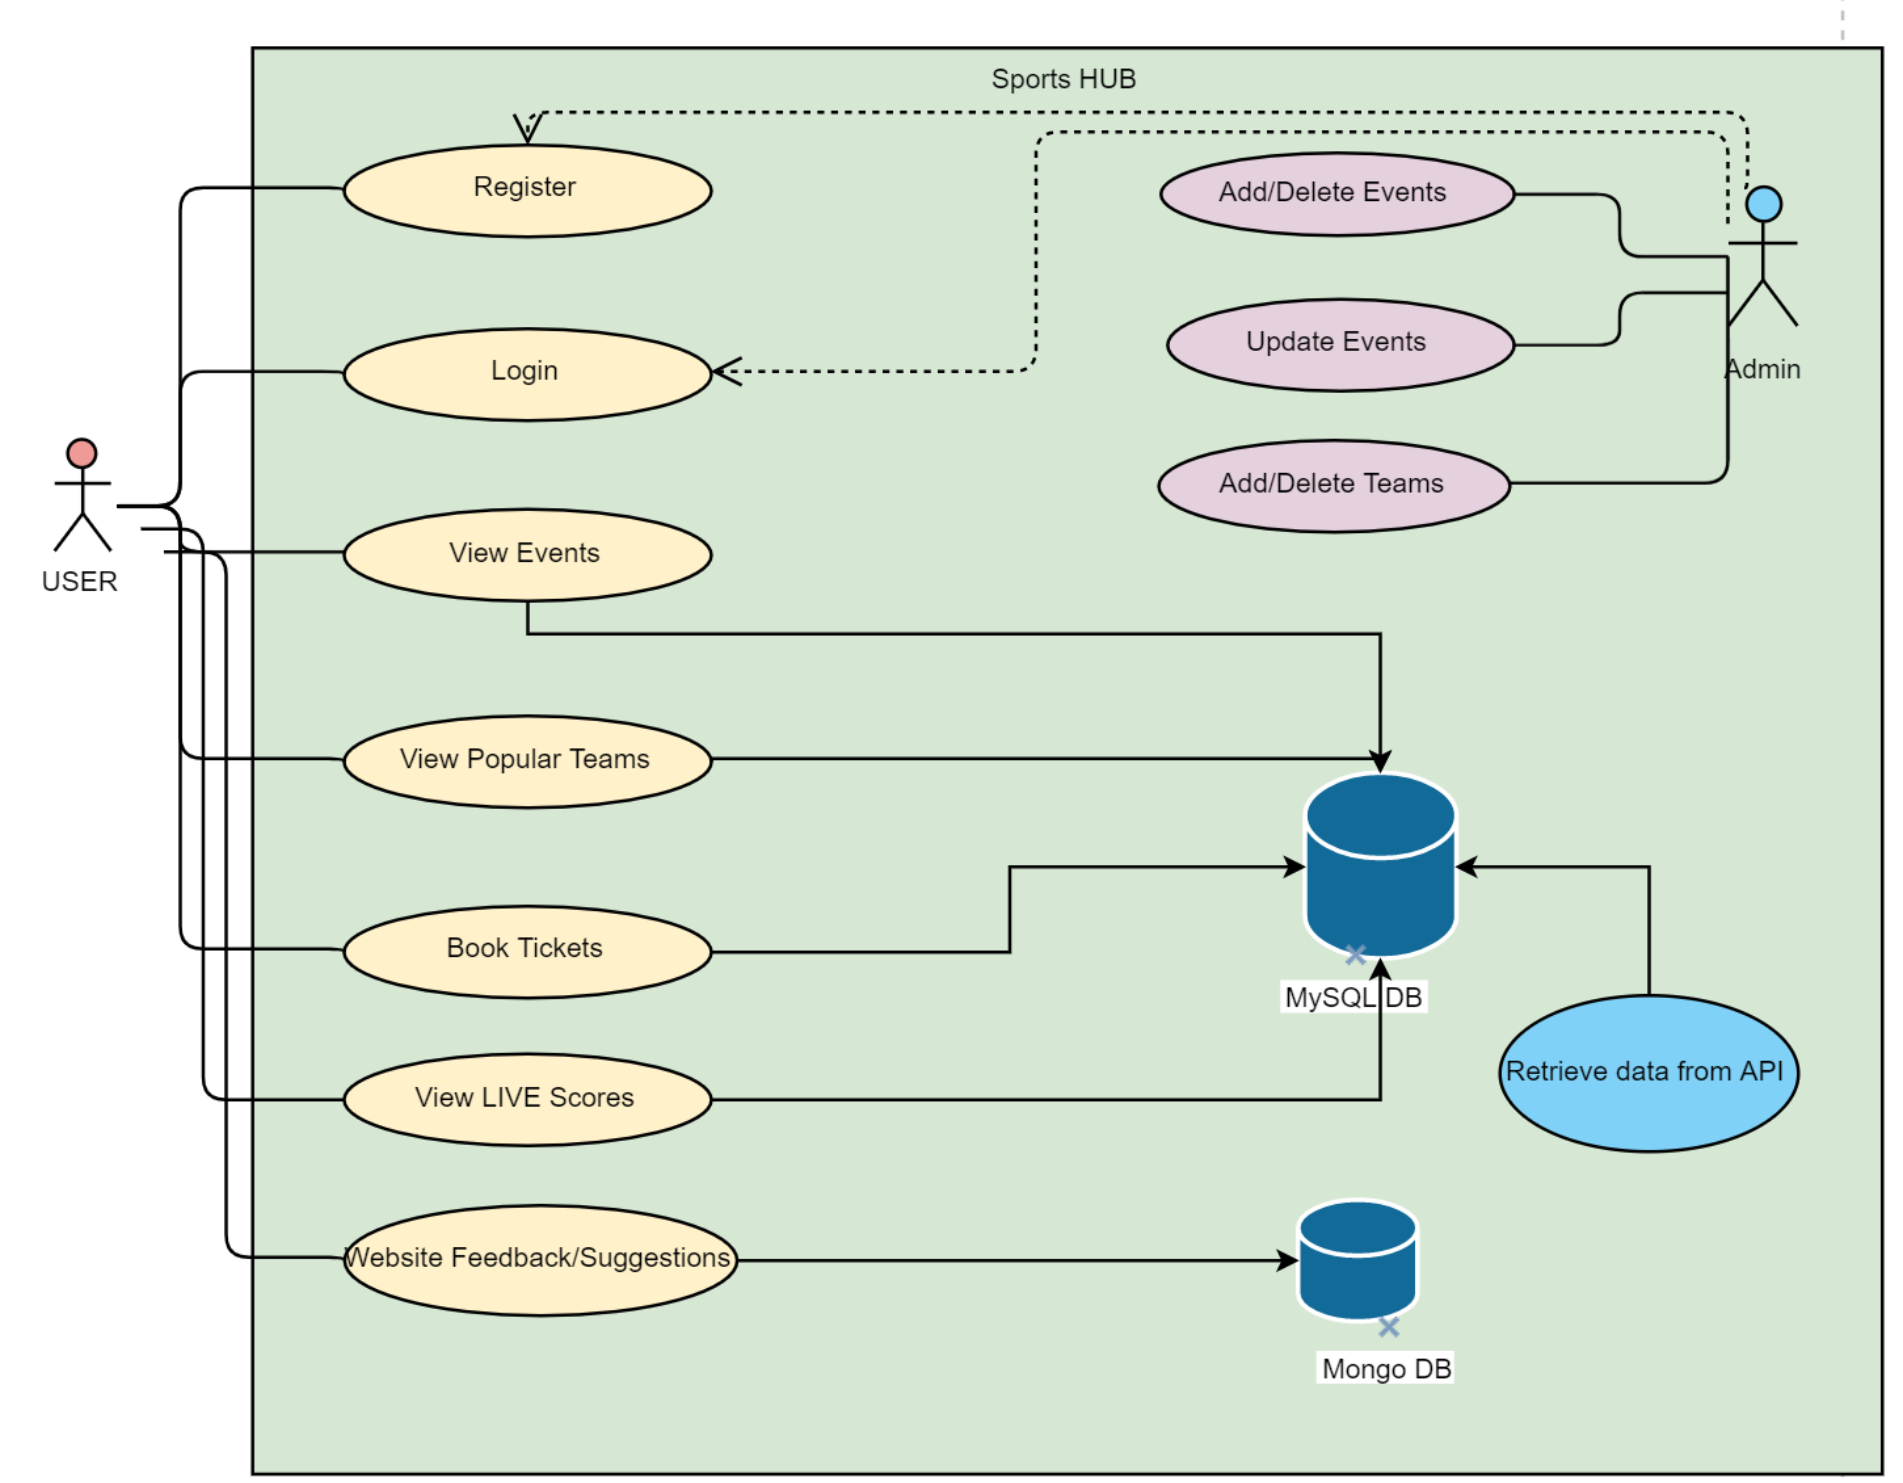 Sports HUB
Register
Add/Delete Events
Login
Update Events
Admin
View Events
Add/Delete Teams
USER
View Popular Teams
Book Tickets
MySQL DB
View LIVE Scores
Retrieve data from API
Website Feedback/Suggestions
Mongo DB